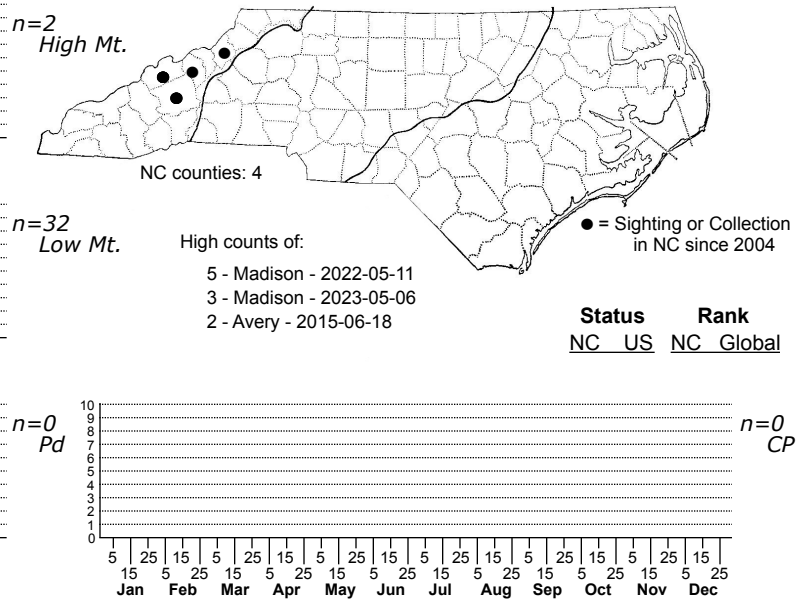 n=2
High Mt.
NC counties: 4
n=32
Low Mt.
High counts of:
5 - Madison - 2022-05-11
3 - Madison - 2023-05-06
2 - Avery - 2015-06-18
● = Sighting or Collection
in NC since 2004
Status Rank
NC US NC Global
n=0
Pd
10
9
8
7
6
5
4
3
2
1
0
n=0
CP
5 25 15 5 25 15 5 25 15 5 25 15 5 25 15 5 25 15
15 5 25 15 5 25 15 5 25 15 5 25 15 5 25 15 5 25
Jan Feb Mar Apr May Jun Jul Aug Sep Oct Nov Dec